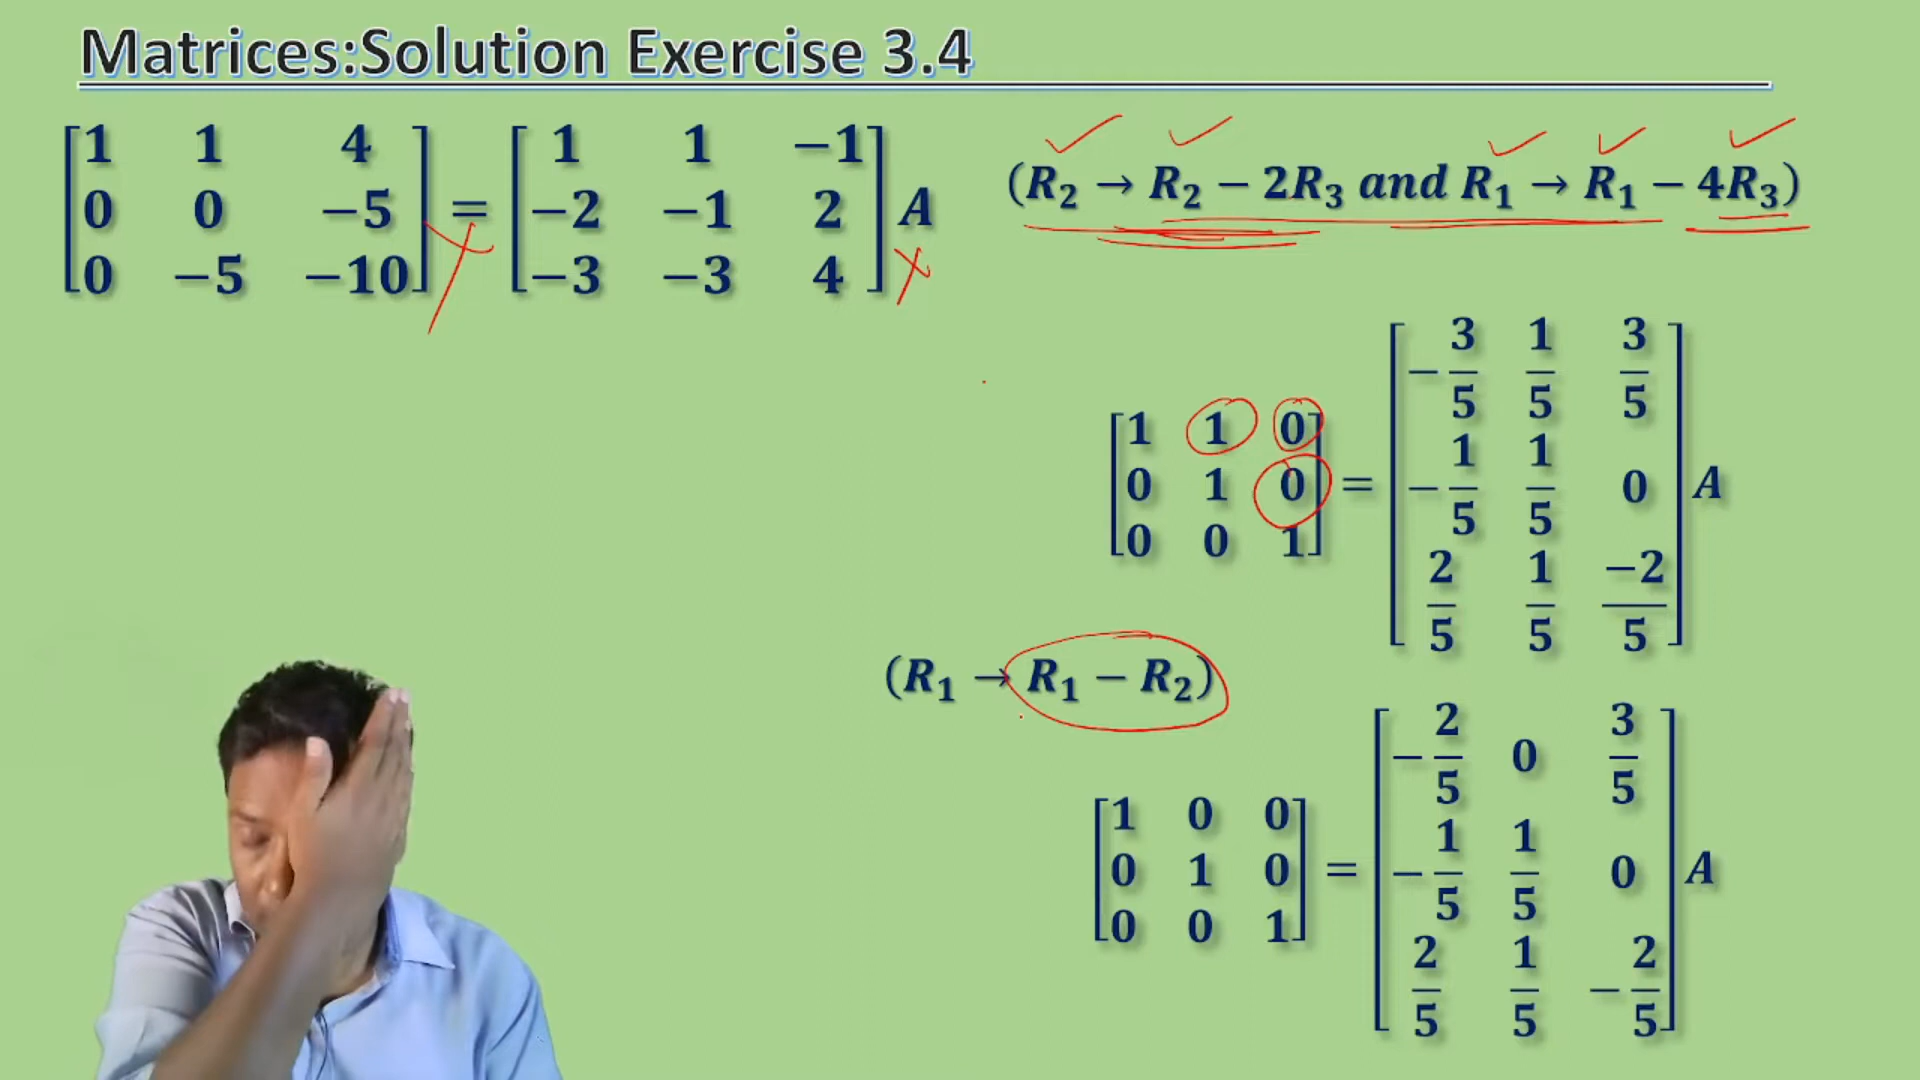 Matrices:Solution Exercise 3.4
[1 1 4
0 0 −5
0 −5 −10] = [1 1 −1
−2 −1 2
−3 −3 4] A
(R₂ → R₂ − 2R₃ and R₁ → R₁ − 4R₃)
[1 1 0
0 1 0
0 0 1] = [−3/5 1/5 3/5
−1/5 1/5 0
2/5 1/5 −2/5] A
(R₁ → R₁ − R₂)
[1 0 0
0 1 0
0 0 1] = [−2/5 0 3/5
−1/5 1/5 0
2/5 1/5 −2/5] A